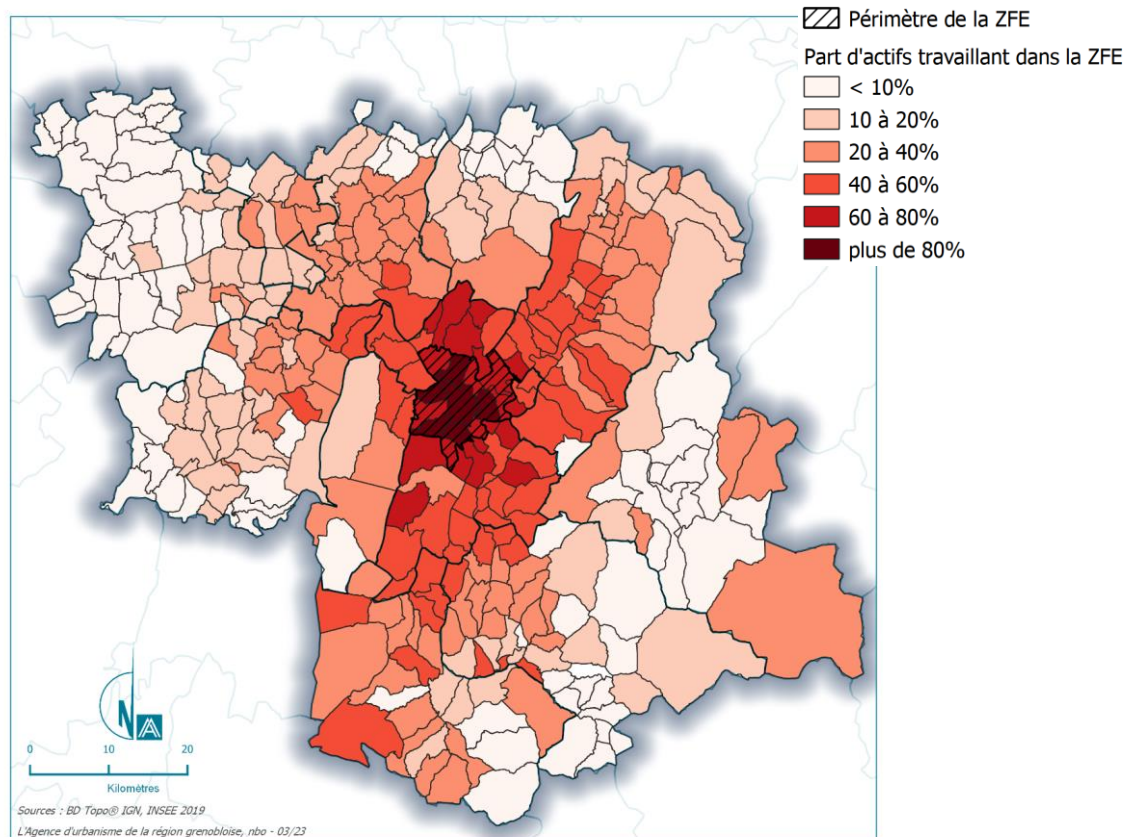 Périmètre de la ZFE
Part d'actifs travaillant dans la ZFE
< 10%
10 à 20%
20 à 40%
40 à 60%
60 à 80%
plus de 80%
N
0 10 20
Kilomètres
Sources : BD Topo® IGN, INSEE 2019
L'Agence d'urbanisme de la région grenobloise, nbo - 03/23